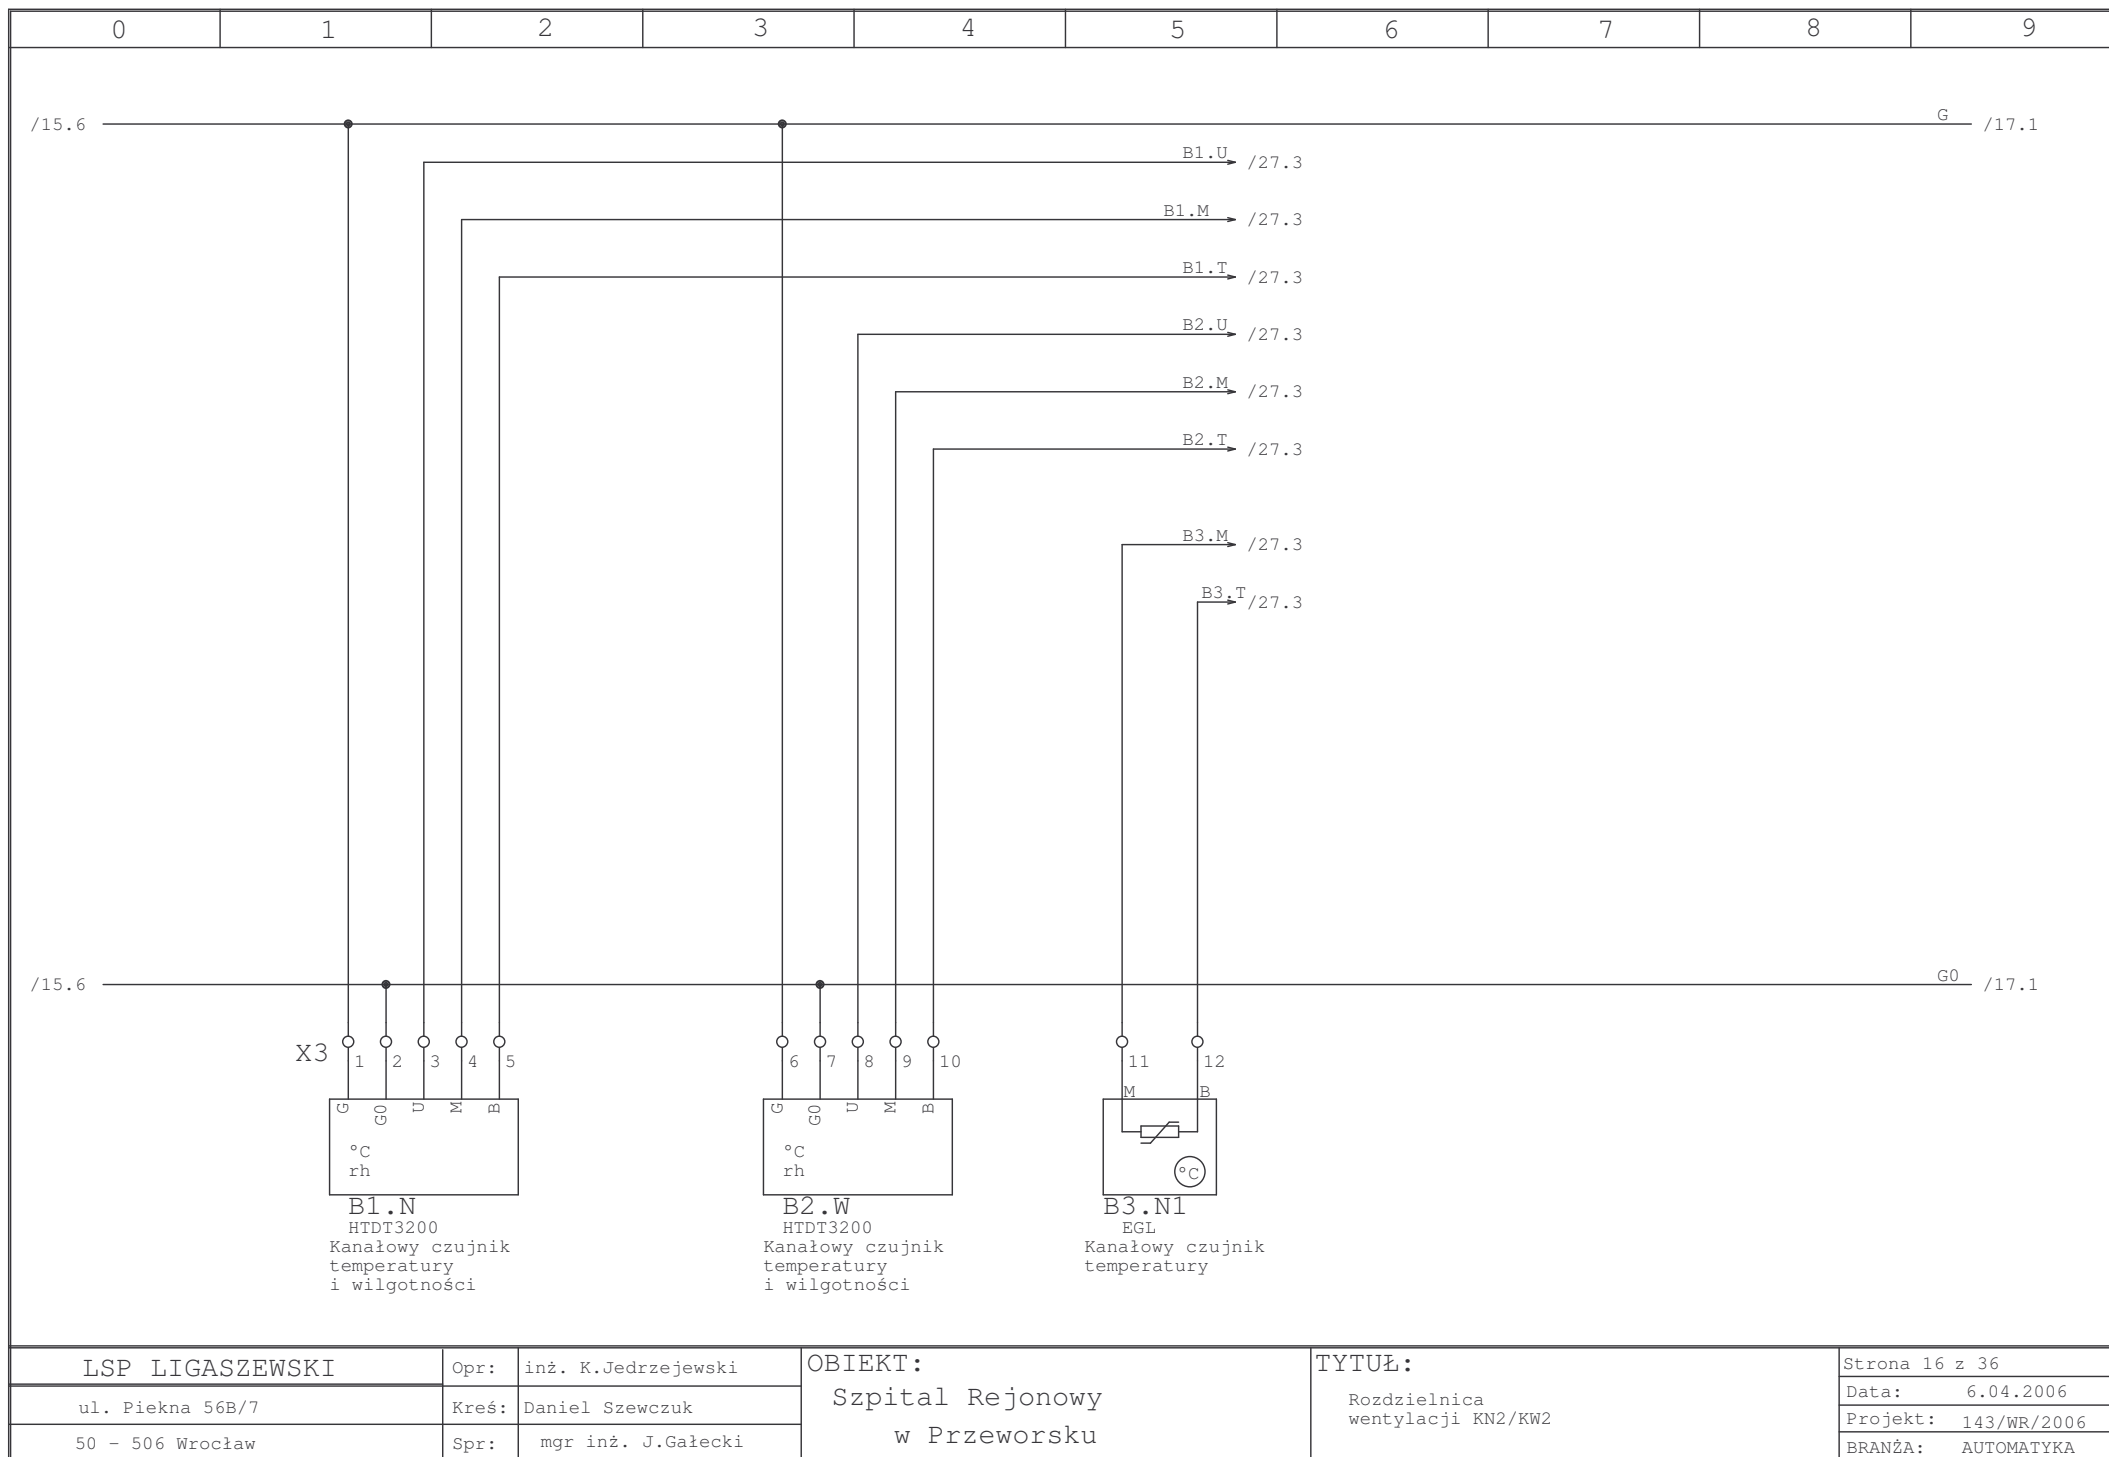 0 1 2 3 4 5 6 7 8 9
/15.6
G
/17.1
B1.U /27.3
B1.M /27.3
B1.T /27.3
B2.U /27.3
B2.M /27.3
B2.T /27.3
B3.M /27.3
B3.T /27.3
/15.6
G0
/17.1
X3 1 2 3 4 5 6 7 8 9 10 11 12
G G0 U M B
G G0 U M B
M B
°C
rh
°C
rh
°C
B1.N
HTDT3200
Kanałowy czujnik
temperatury
i wilgotności
B2.W
HTDT3200
Kanałowy czujnik
temperatury
i wilgotności
B3.N1
EGL
Kanałowy czujnik
temperatury
LSP LIGASZEWSKI
ul. Piekna 56B/7
50 - 506 Wrocław
Opr: inż. K.Jedrzejewski
Kreś: Daniel Szewczuk
Spr: mgr inż. J.Gałecki
OBIEKT:
Szpital Rejonowy
w Przeworsku
TYTUŁ:
Rozdzielnica
wentylacji KN2/KW2
Strona 16 z 36
Data: 6.04.2006
Projekt: 143/WR/2006
BRANŻA: AUTOMATYKA